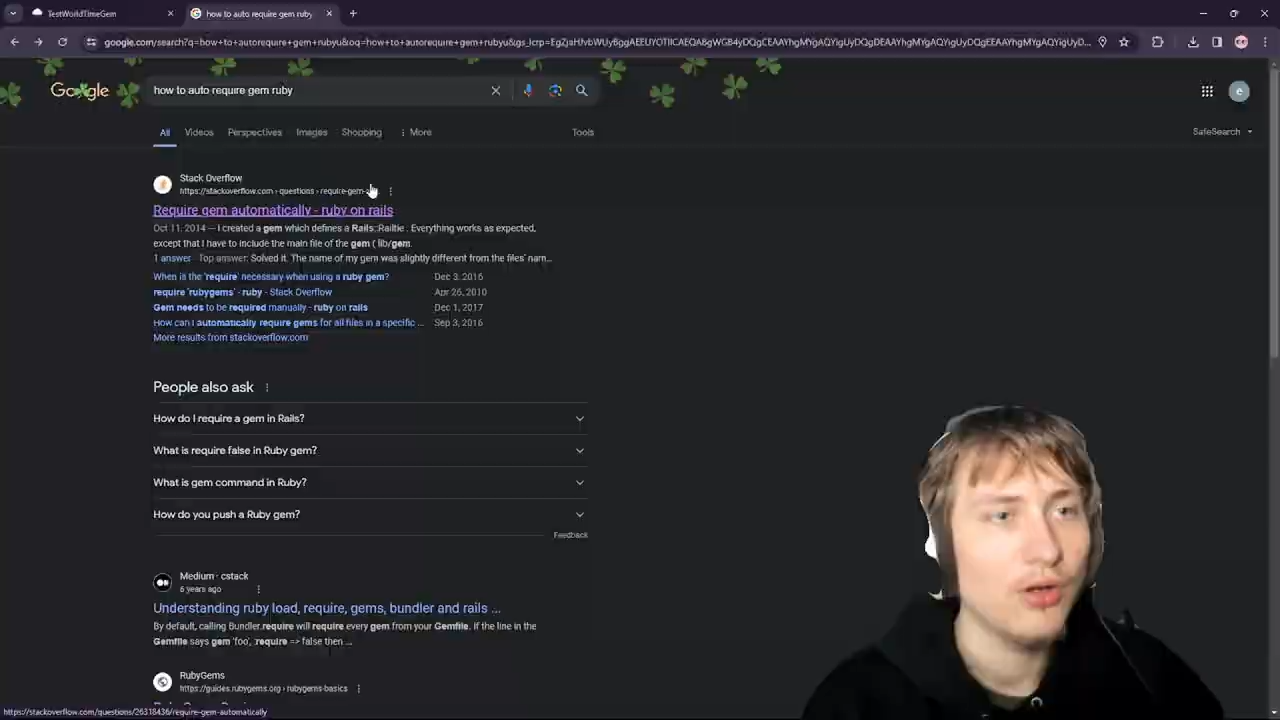 TestWorldTimeGem
how to auto require gem ruby
google.com/search?q=how+to+autorequire+gem+rubyu&oq=how+to+autorequire+gem+rubyu&gs_lcrp=
Google
how to auto require gem ruby
e
All Videos Perspectives Images Shopping More Tools SafeSearch
Stack Overflow
https://stackoverflow.com › questions › require-gem-a...
Require gem automatically - ruby on rails
Oct 11, 2014 — I created a gem which defines a Rails::Railtie . Everything works as expected,
except that I have to include the main file of the gem ( lib/gem.
1 answer · Top answer: Solved it. The name of my gem was slightly different from the files' nam...
When is the 'require' necessary when using a ruby gem? Dec 3, 2016
require 'rubygems' - ruby - Stack Overflow Apr 26, 2010
Gem needs to be required manually - ruby on rails Dec 1, 2017
How can I automatically require gems for all files in a specific ... Sep 3, 2016
More results from stackoverflow.com
People also ask
How do I require a gem in Rails?
What is require false in Ruby gem?
What is gem command in Ruby?
How do you push a Ruby gem?
Feedback
Medium · cstack
6 years ago
Understanding ruby load, require, gems, bundler and rails ...
By default, calling Bundler.require will require every gem from your Gemfile. If the line in the
Gemfile says gem 'foo', :require => false then ...
RubyGems
https://guides.rubygems.org › rubygems-basics
https://stackoverflow.com/questions/26318436/require-gem-automatically